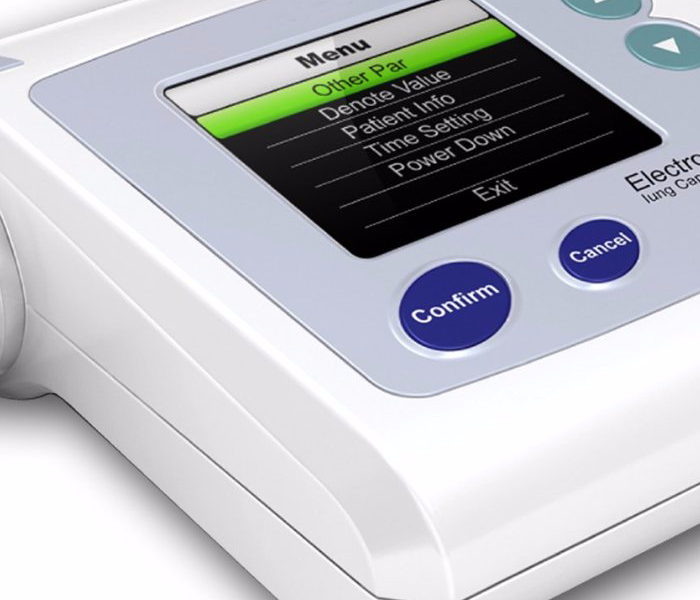 Menu
Other Par
Denote Value
Patient Info
Time Setting
Power Down
Exit
Electro
lung Ca
Confirm
Cancel